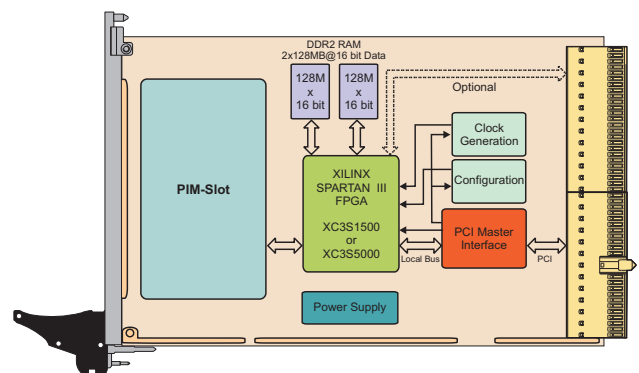 DDR2 RAM
2x128MB@16 bit Data
128M
x
16 bit
128M
x
16 bit
Optional
Clock
Generation
PIM-Slot
XILINX
SPARTAN III
FPGA
XC3S1500
or
XC3S5000
Configuration
PCI Master
Interface
Local Bus
PCI
Power Supply